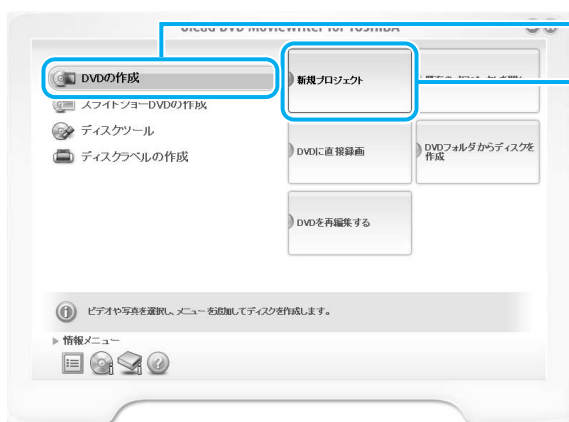 Ulead DVD MovieWriter for TOSHIBA
DVDの作成
スライドショーDVDの作成
ディスクツール
ディスクラベルの作成
新規プロジェクト
DVDに直接録画
DVDフォルダからディスクを
作成
DVDを再編集する
ビデオや写真を選択し、メニューを追加してディスクを作成します。
情報メニュー